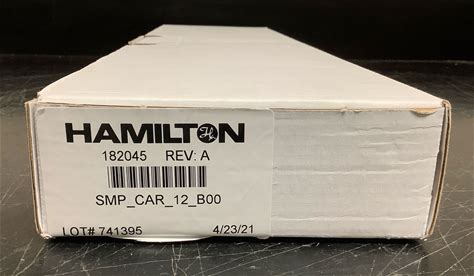 HAMILTON
182045 REV: A
SMP_CAR_12_B00
LOT# 741395 4/23/21